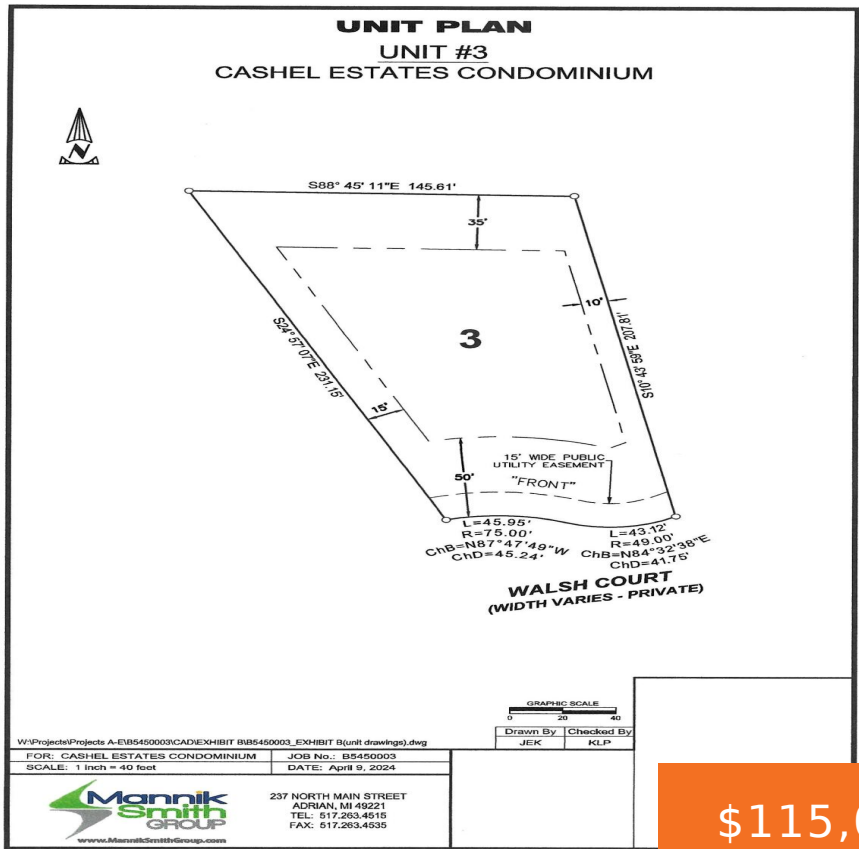 UNIT PLAN
UNIT #3
CASHEL ESTATES CONDOMINIUM
N
S88° 45' 11"E 145.61'
35'
10'
3
S24° 57' 07"E 231.15'
S10° 43' 59"E 207.81'
15'
15' WIDE PUBLIC
UTILITY EASEMENT
50'
"FRONT"
L=45.95'
R=75.00'
ChB=N87°47'49"W
ChD=45.24'
L=43.12'
R=49.00'
ChB=N84°32'38"E
ChD=41.75'
WALSH COURT
(WIDTH VARIES - PRIVATE)
GRAPHIC SCALE
0 20 40
Drawn By Checked By
JEK KLP
W:\Projects\Projects A-E\B5450003\CAD\EXHIBIT B\B5450003_EXHIBIT B(unit drawings).dwg
FOR: CASHEL ESTATES CONDOMINIUM JOB No.: B5450003
SCALE: 1 inch = 40 feet DATE: April 9, 2024
Mannik
Smith
GROUP
www.MannikSmithGroup.com
237 NORTH MAIN STREET
ADRIAN, MI 49221
TEL: 517.263.4515
FAX: 517.263.4535
$115,